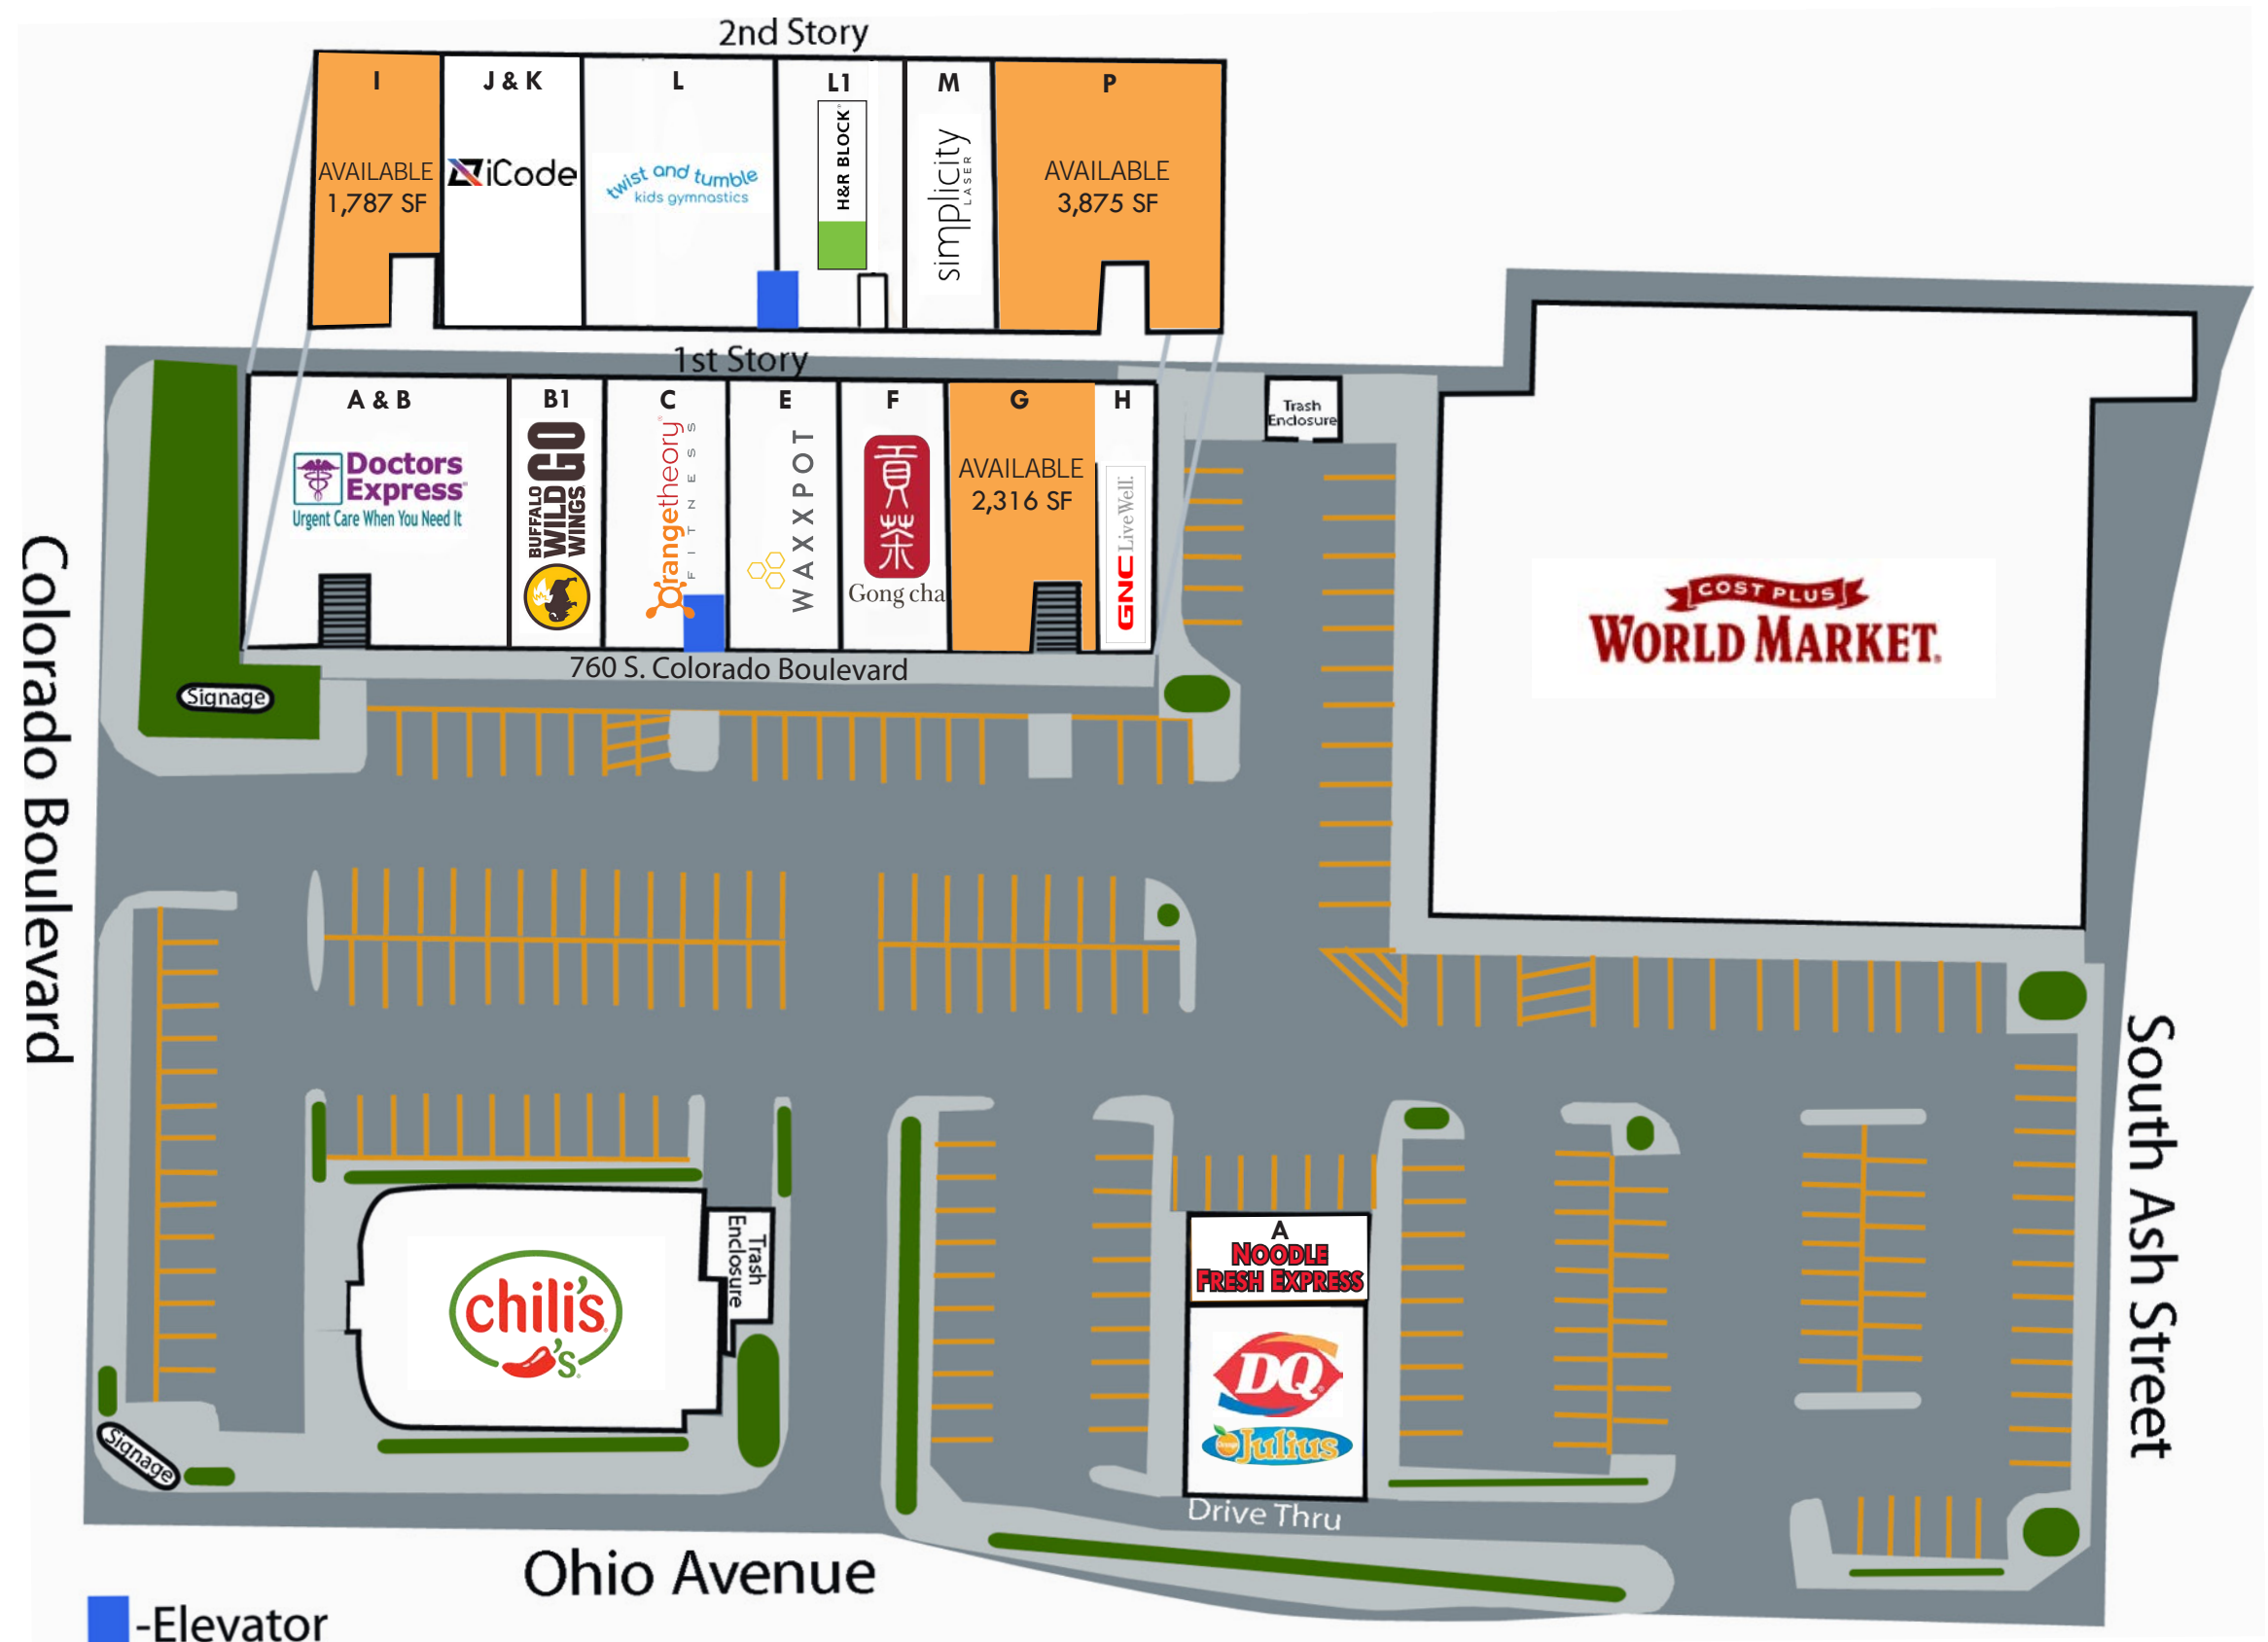 2nd Story
I
J & K
L
L1
M
P
AVAILABLE
1,787 SF
iCode
twist and tumble
kids gymnastics
H&R BLOCK®
simplicity
LASER
AVAILABLE
3,875 SF
1st Story
A & B
B1
C
E
F
G
H
Doctors
Express
Urgent Care When You Need It
BUFFALO
WILD
WINGS
GO
Orangetheory®
FITNESS
WAXXPOT
貢茶
Gong cha
AVAILABLE
2,316 SF
GNC LiveWell.
760 S. Colorado Boulevard
Signage
Trash
Enclosure
COST PLUS
WORLD MARKET.
Colorado Boulevard
South Ash Street
chili's
's
Trash
Enclosure
A
NOODLE
FRESH EXPRESS
DQ
Julius
Drive Thru
Signage
Ohio Avenue
-Elevator